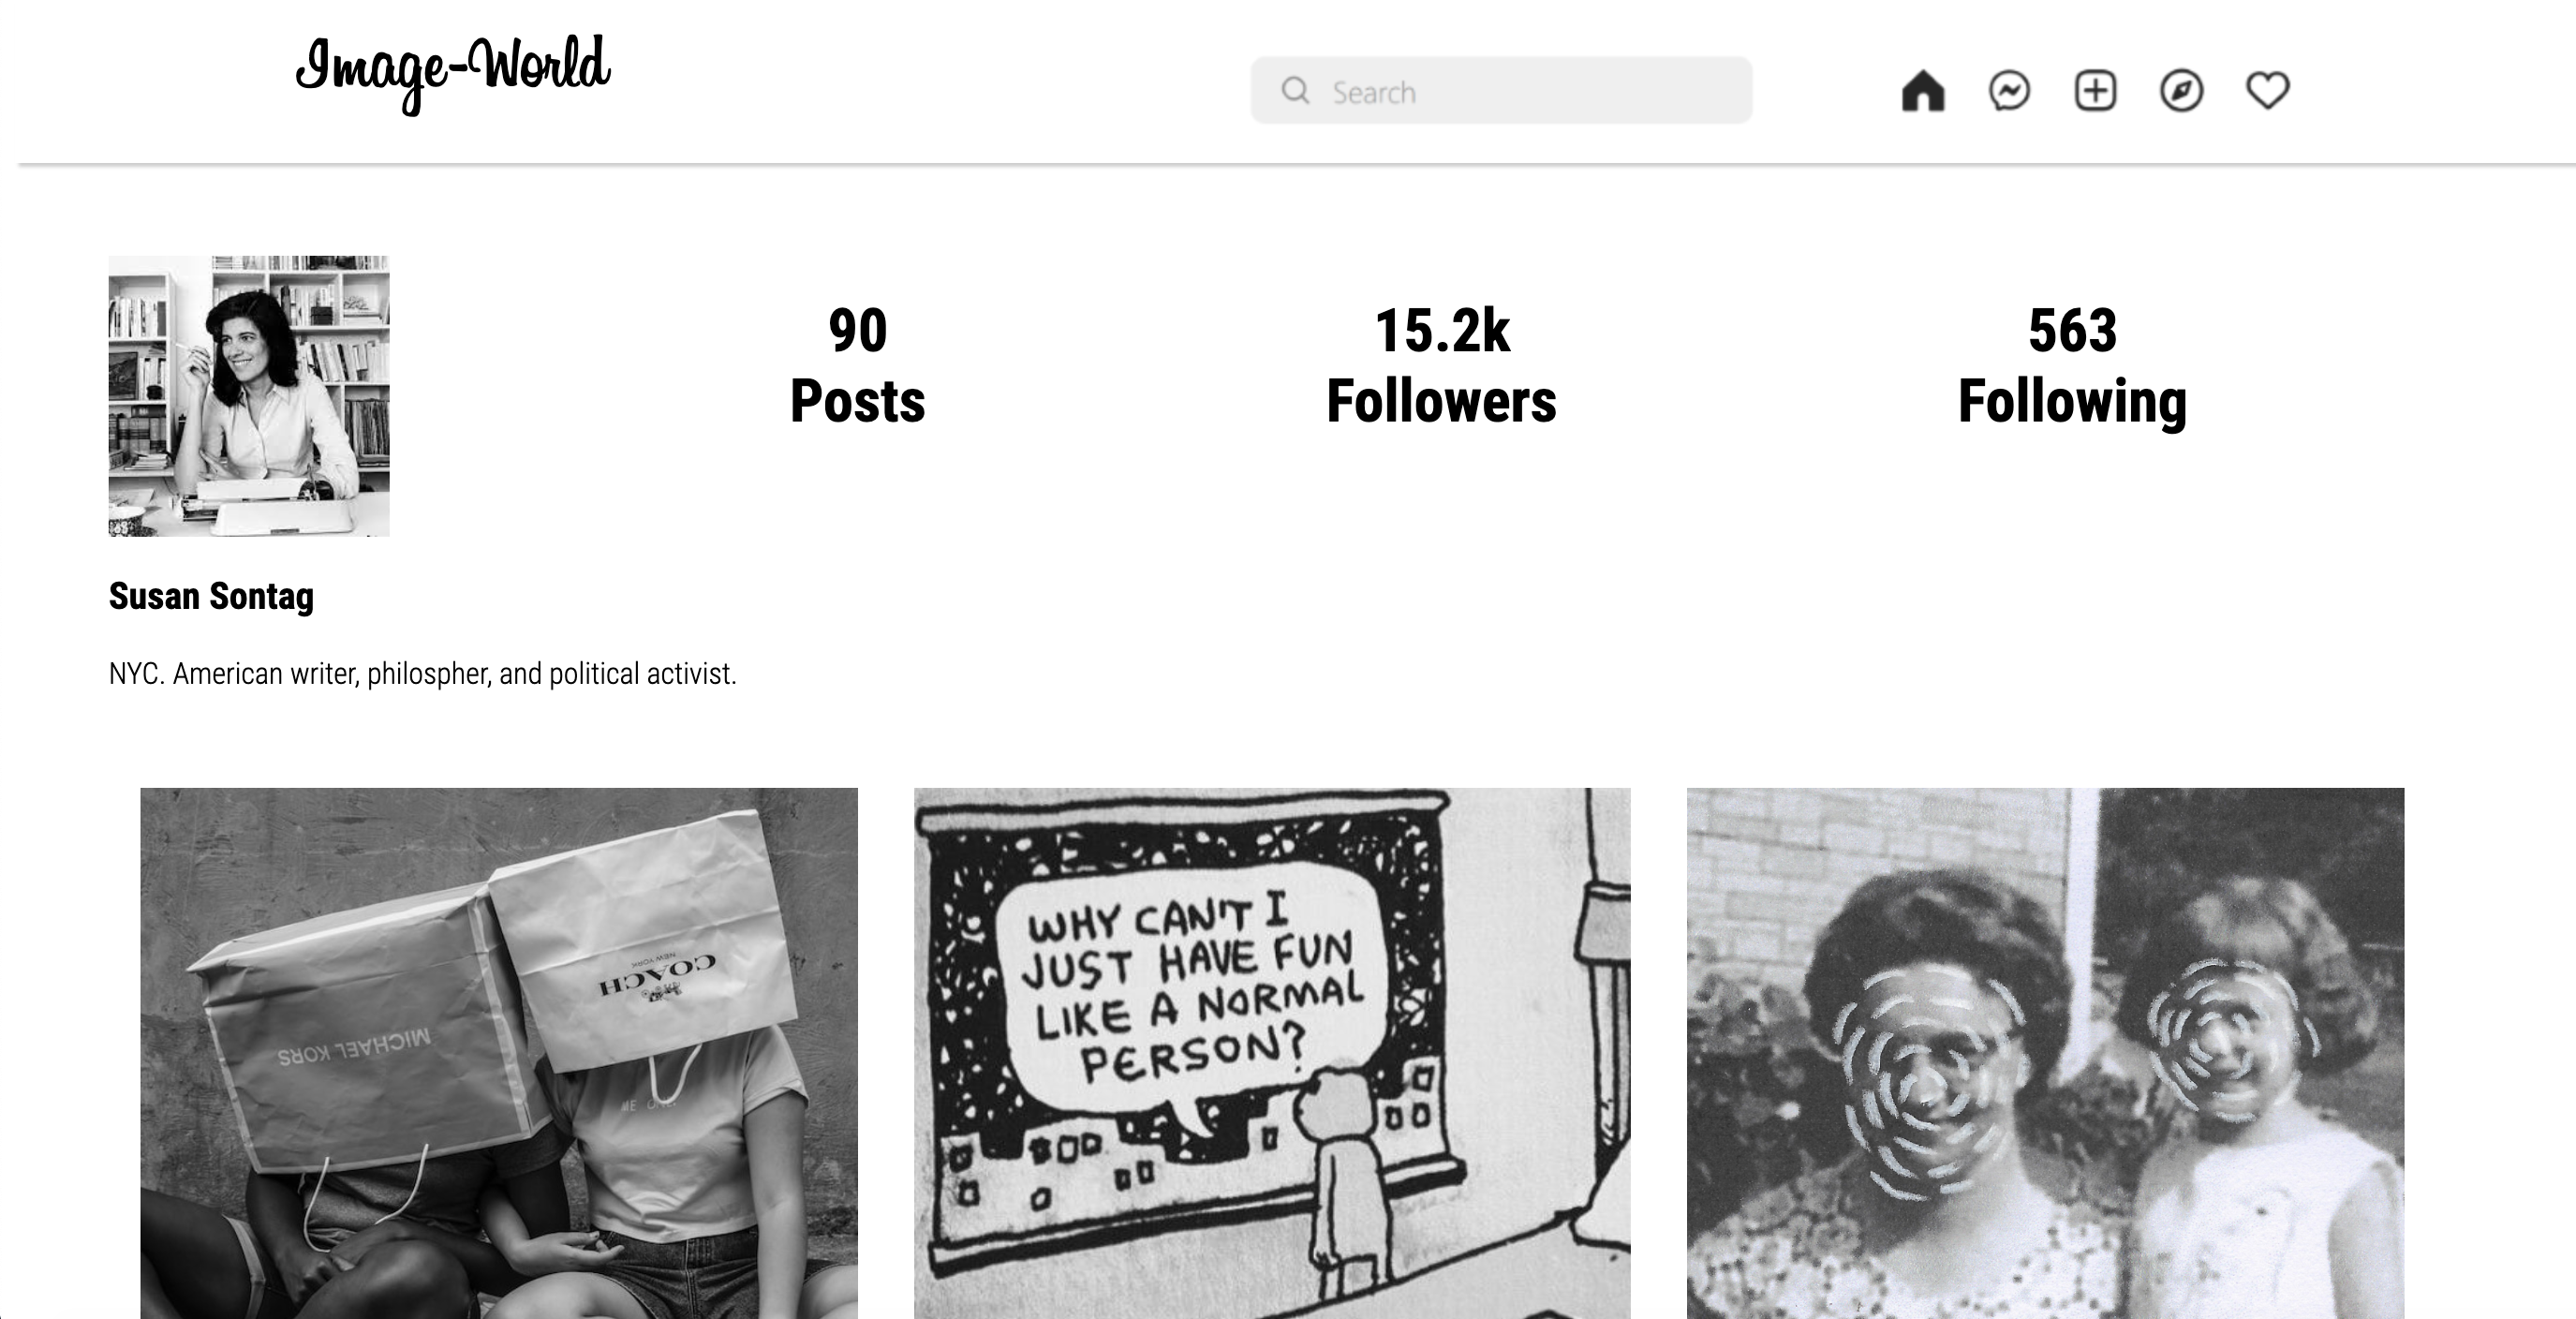 Image-World
Search
90
Posts
15.2k
Followers
563
Following
Susan Sontag
NYC. American writer, philospher, and political activist.
COACH
NEW YORK
MICHAEL KORS
WHY CAN'T I
JUST HAVE FUN
LIKE A NORMAL
PERSON?